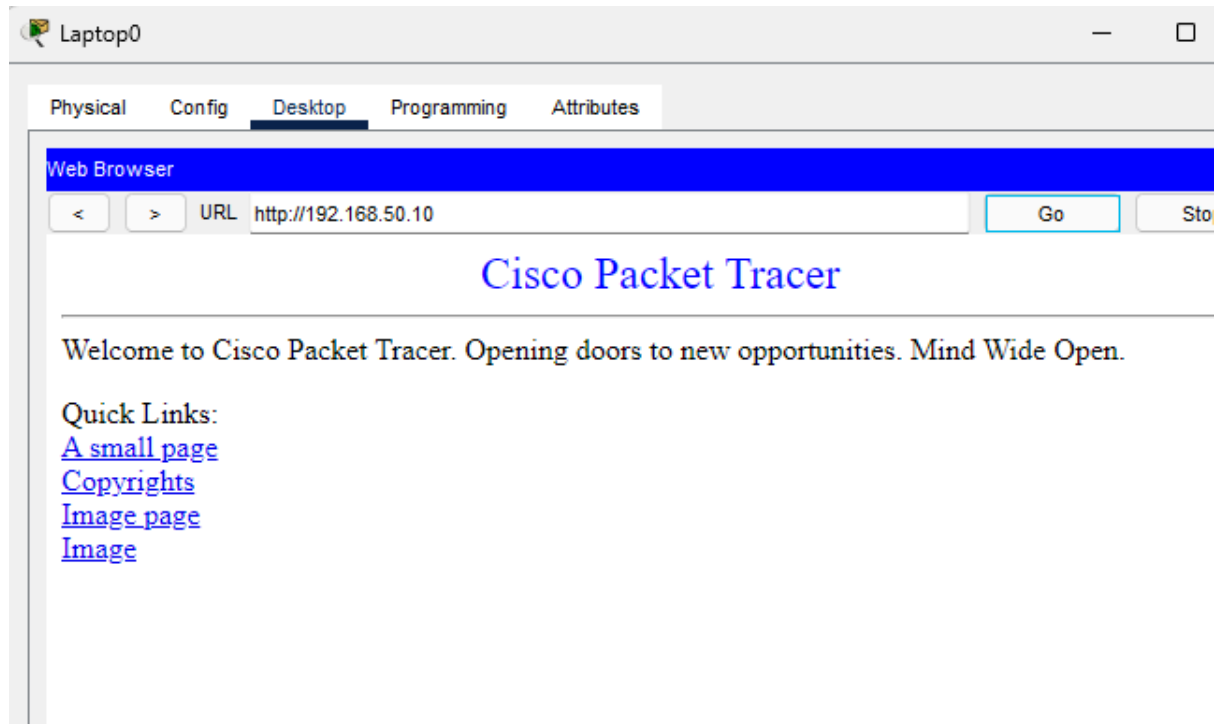 Laptop0
Physical Config Desktop Programming Attributes
Web Browser
< > URL http://192.168.50.10 Go Sto
Cisco Packet Tracer
Welcome to Cisco Packet Tracer. Opening doors to new opportunities. Mind Wide Open.
Quick Links:
A small page
Copyrights
Image page
Image